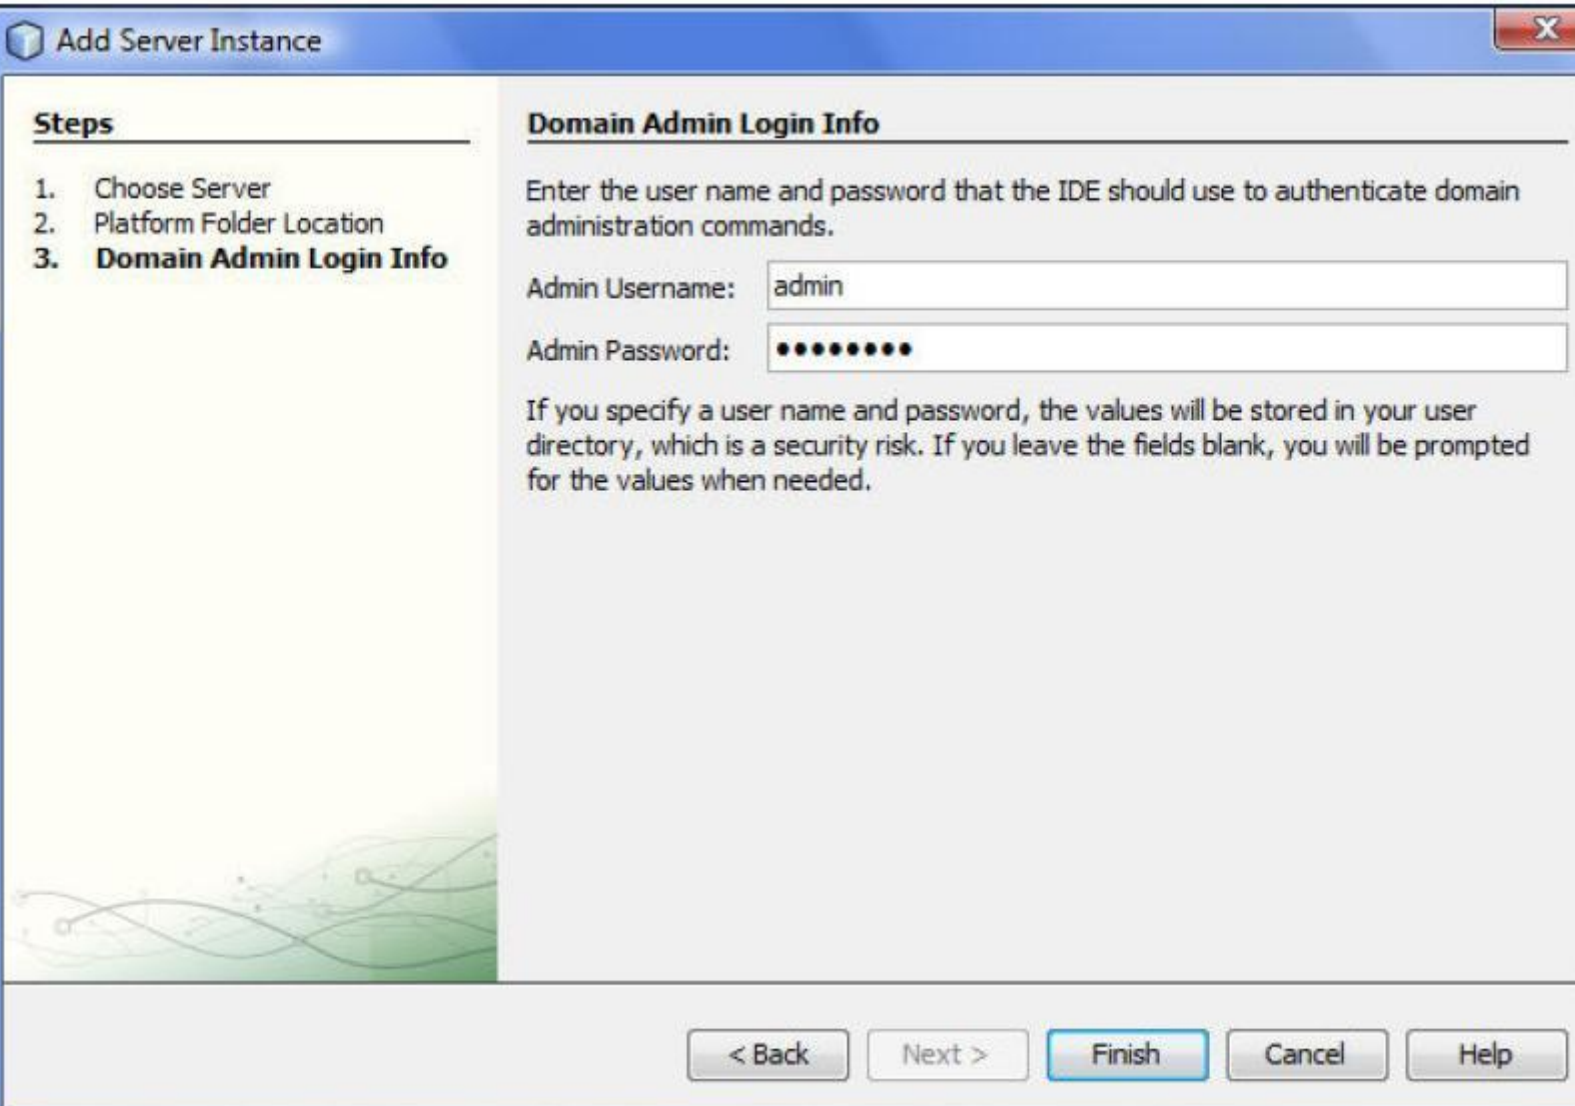 Add Server Instance
X
Steps
1. Choose Server
2. Platform Folder Location
3. Domain Admin Login Info
Domain Admin Login Info
Enter the user name and password that the IDE should use to authenticate domain
administration commands.
Admin Username: admin
Admin Password: ••••••••
If you specify a user name and password, the values will be stored in your user
directory, which is a security risk. If you leave the fields blank, you will be prompted
for the values when needed.
< Back Next > Finish Cancel Help